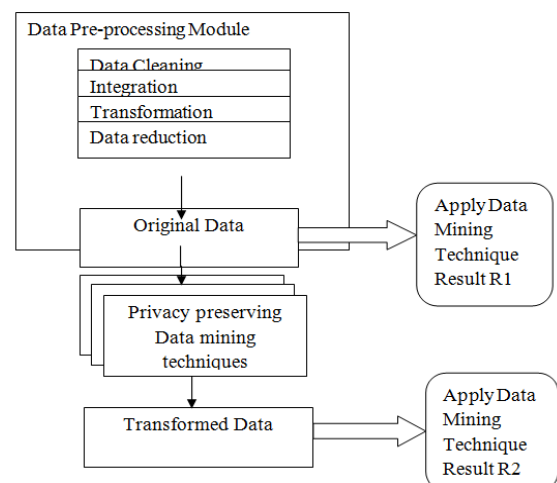 Data Pre-processing Module
Data Cleaning
Integration
Transformation
Data reduction
Original Data
Apply Data
Mining
Technique
Result R1
Privacy preserving
Data mining
techniques
Transformed Data
Apply Data
Mining
Technique
Result R2